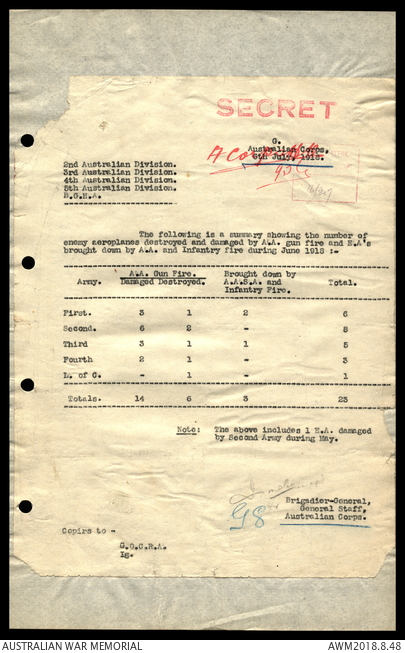 SECRET
G.
Australian Corps,
6th July, 1918.
2nd Australian Division.
3rd Australian Division.
4th Australian Division.
5th Australian Division.
B.G.H.A.
The following is a summary showing the number of
enemy aeroplanes destroyed and damaged by A.A. gun fire and E.A's
brought down by A.A. and Infantry fire during June 1918 :-
A.A. Gun Fire. Brought down by
Army. Damaged Destroyed. A.A.S.A. and Total.
Infantry Fire.
First. 3 1 2 6
Second. 6 2 - 8
Third 3 1 1 5
Fourth 2 1 - 3
L. of C. - 1 - 1
Totals. 14 6 3 23
Note: The above includes 1 E.A. damaged
by Second Army during May.
Brigadier-General,
General Staff,
Australian Corps.
G8
Copirs to -
G.O.C.R.A.
Ig.
AUSTRALIAN WAR MEMORIAL AWM2018.8.48